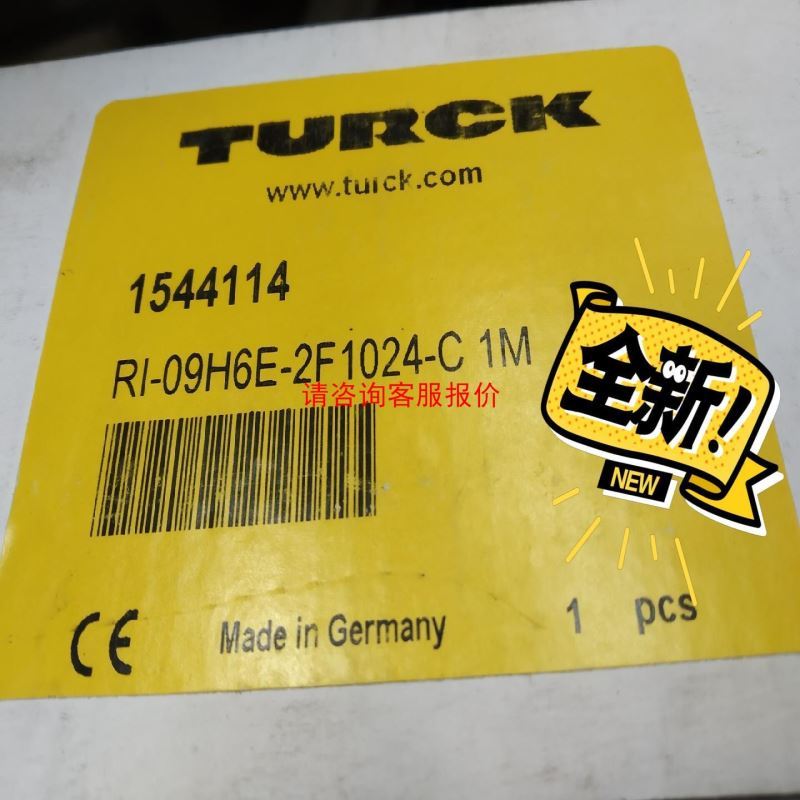 TURCK
www.turck.com
1544114
RI-09H6E-2F1024-C 1M
请咨询客服报价
全新!
NEW
CE
Made in Germany
1 pcs